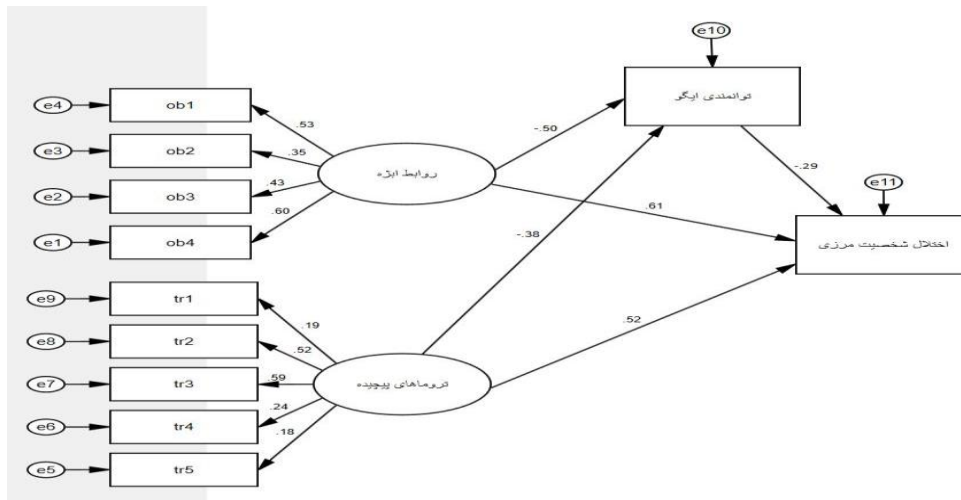 e10
توانمندی ایگو
e4
ob1
.53
-.50
e3
ob2
.35
روابط ابژه
-.29
e2
ob3
.43
e11
.61
e1
ob4
.60
-.38
اختلال شخصیت مرزی
e9
tr1
.19
e8
tr2
.52
.52
e7
tr3
.59
تروماهای پیچیده
e6
tr4
.24
e5
tr5
.18